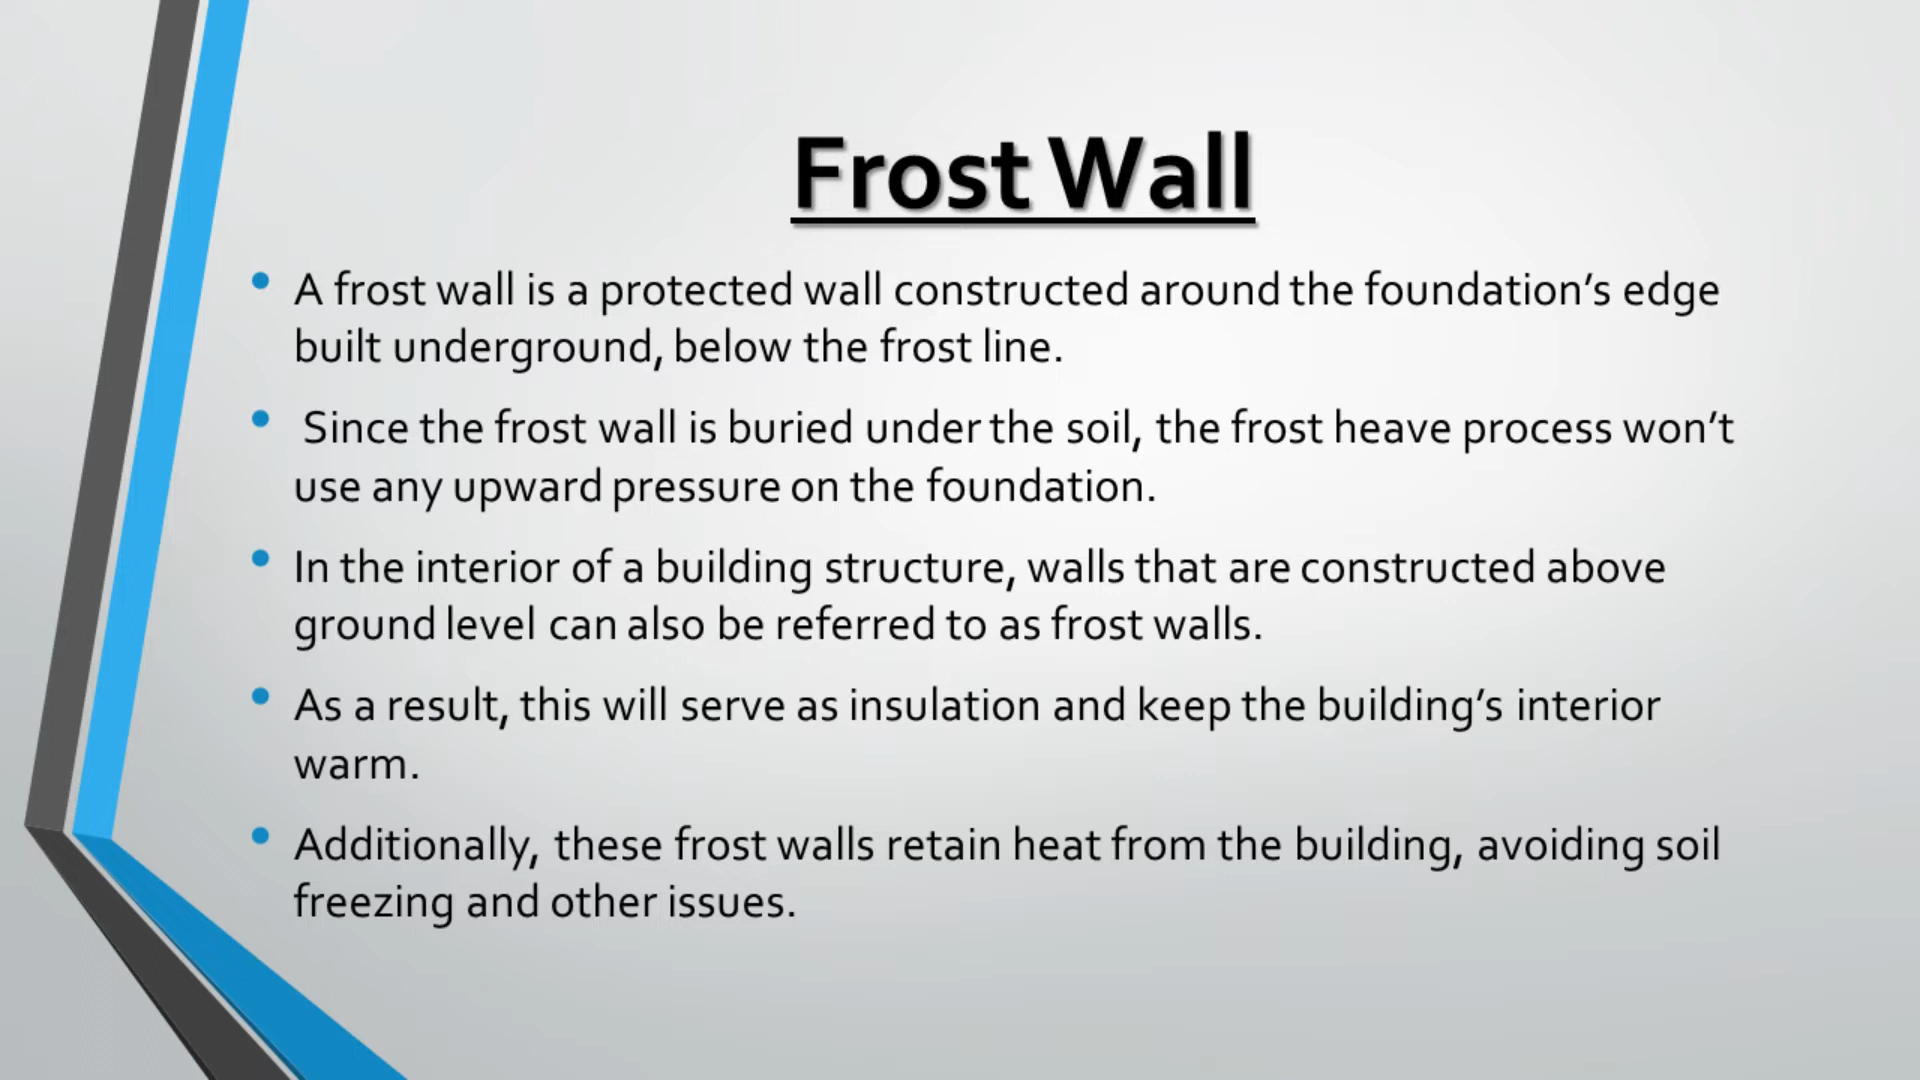 Frost Wall
• A frost wall is a protected wall constructed around the foundation’s edge
built underground, below the frost line.
• Since the frost wall is buried under the soil, the frost heave process won’t
use any upward pressure on the foundation.
• In the interior of a building structure, walls that are constructed above
ground level can also be referred to as frost walls.
• As a result, this will serve as insulation and keep the building’s interior
warm.
• Additionally, these frost walls retain heat from the building, avoiding soil
freezing and other issues.